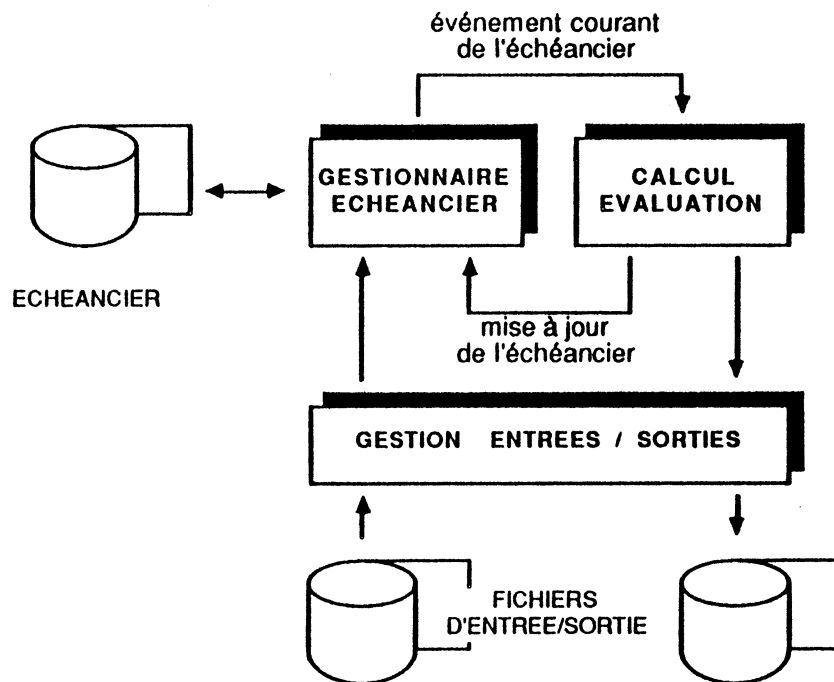 événement courant
de l'échéancier
GESTIONNAIRE
ECHEANCIER
CALCUL
EVALUATION
ECHEANCIER
mise à jour
de l'échéancier
GESTION ENTREES / SORTIES
FICHIERS
D'ENTREE/SORTIE